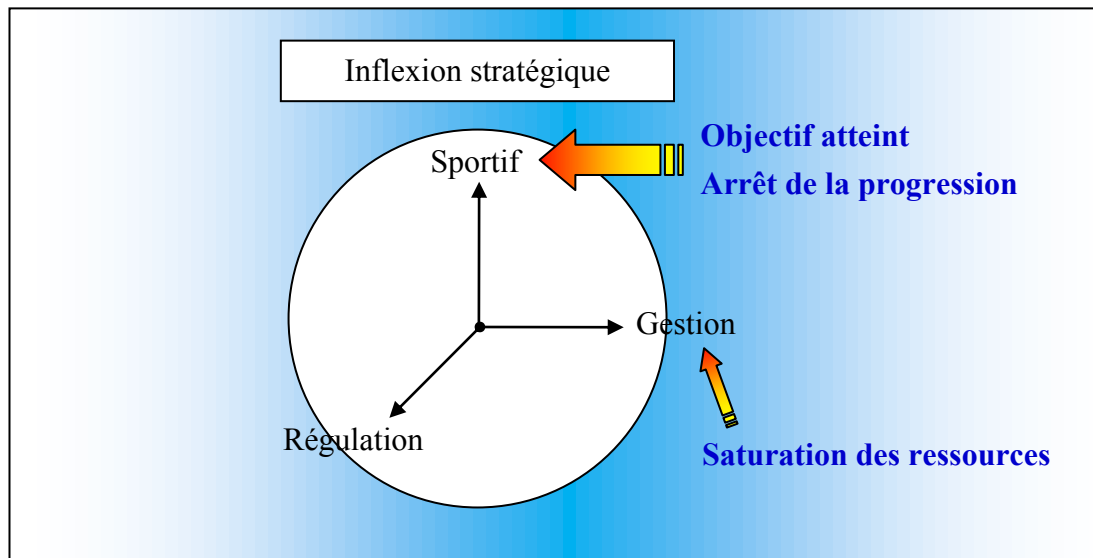 Inflexion stratégique
Objectif atteint
Sportif
Arrêt de la progression
Gestion
Régulation
Saturation des ressources